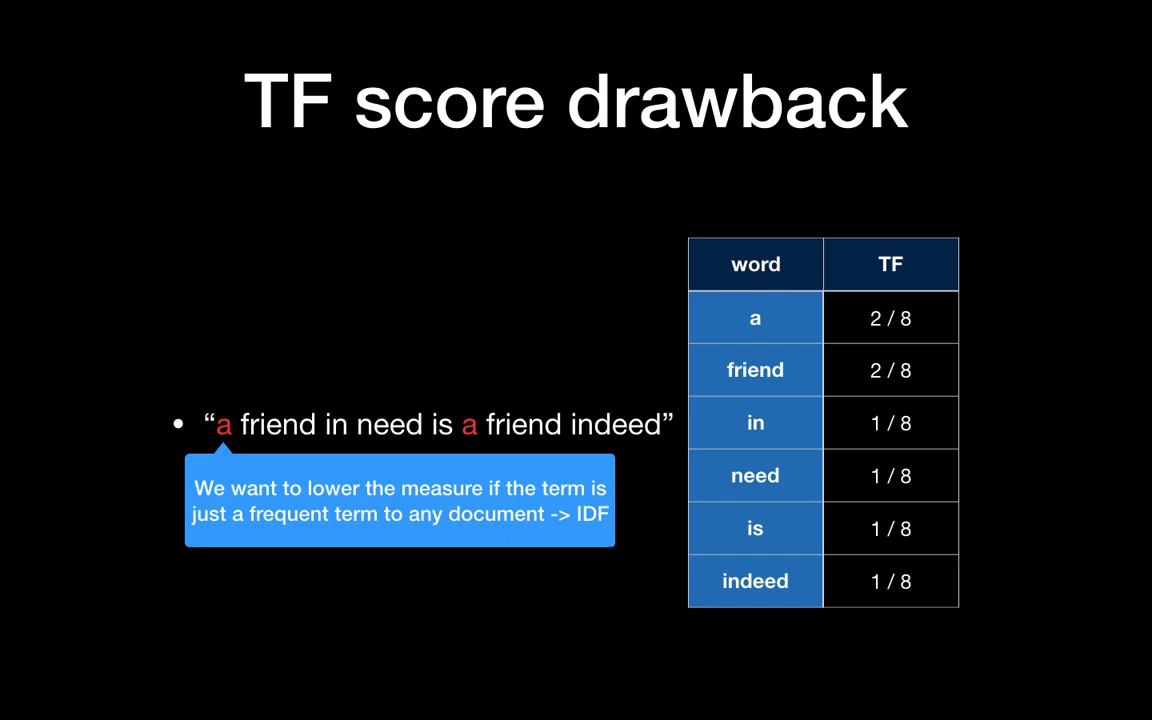 TF score drawback
• “a friend in need is a friend indeed”
We want to lower the measure if the term is
just a frequent term to any document -> IDF
word TF
a 2 / 8
friend 2 / 8
in 1 / 8
need 1 / 8
is 1 / 8
indeed 1 / 8